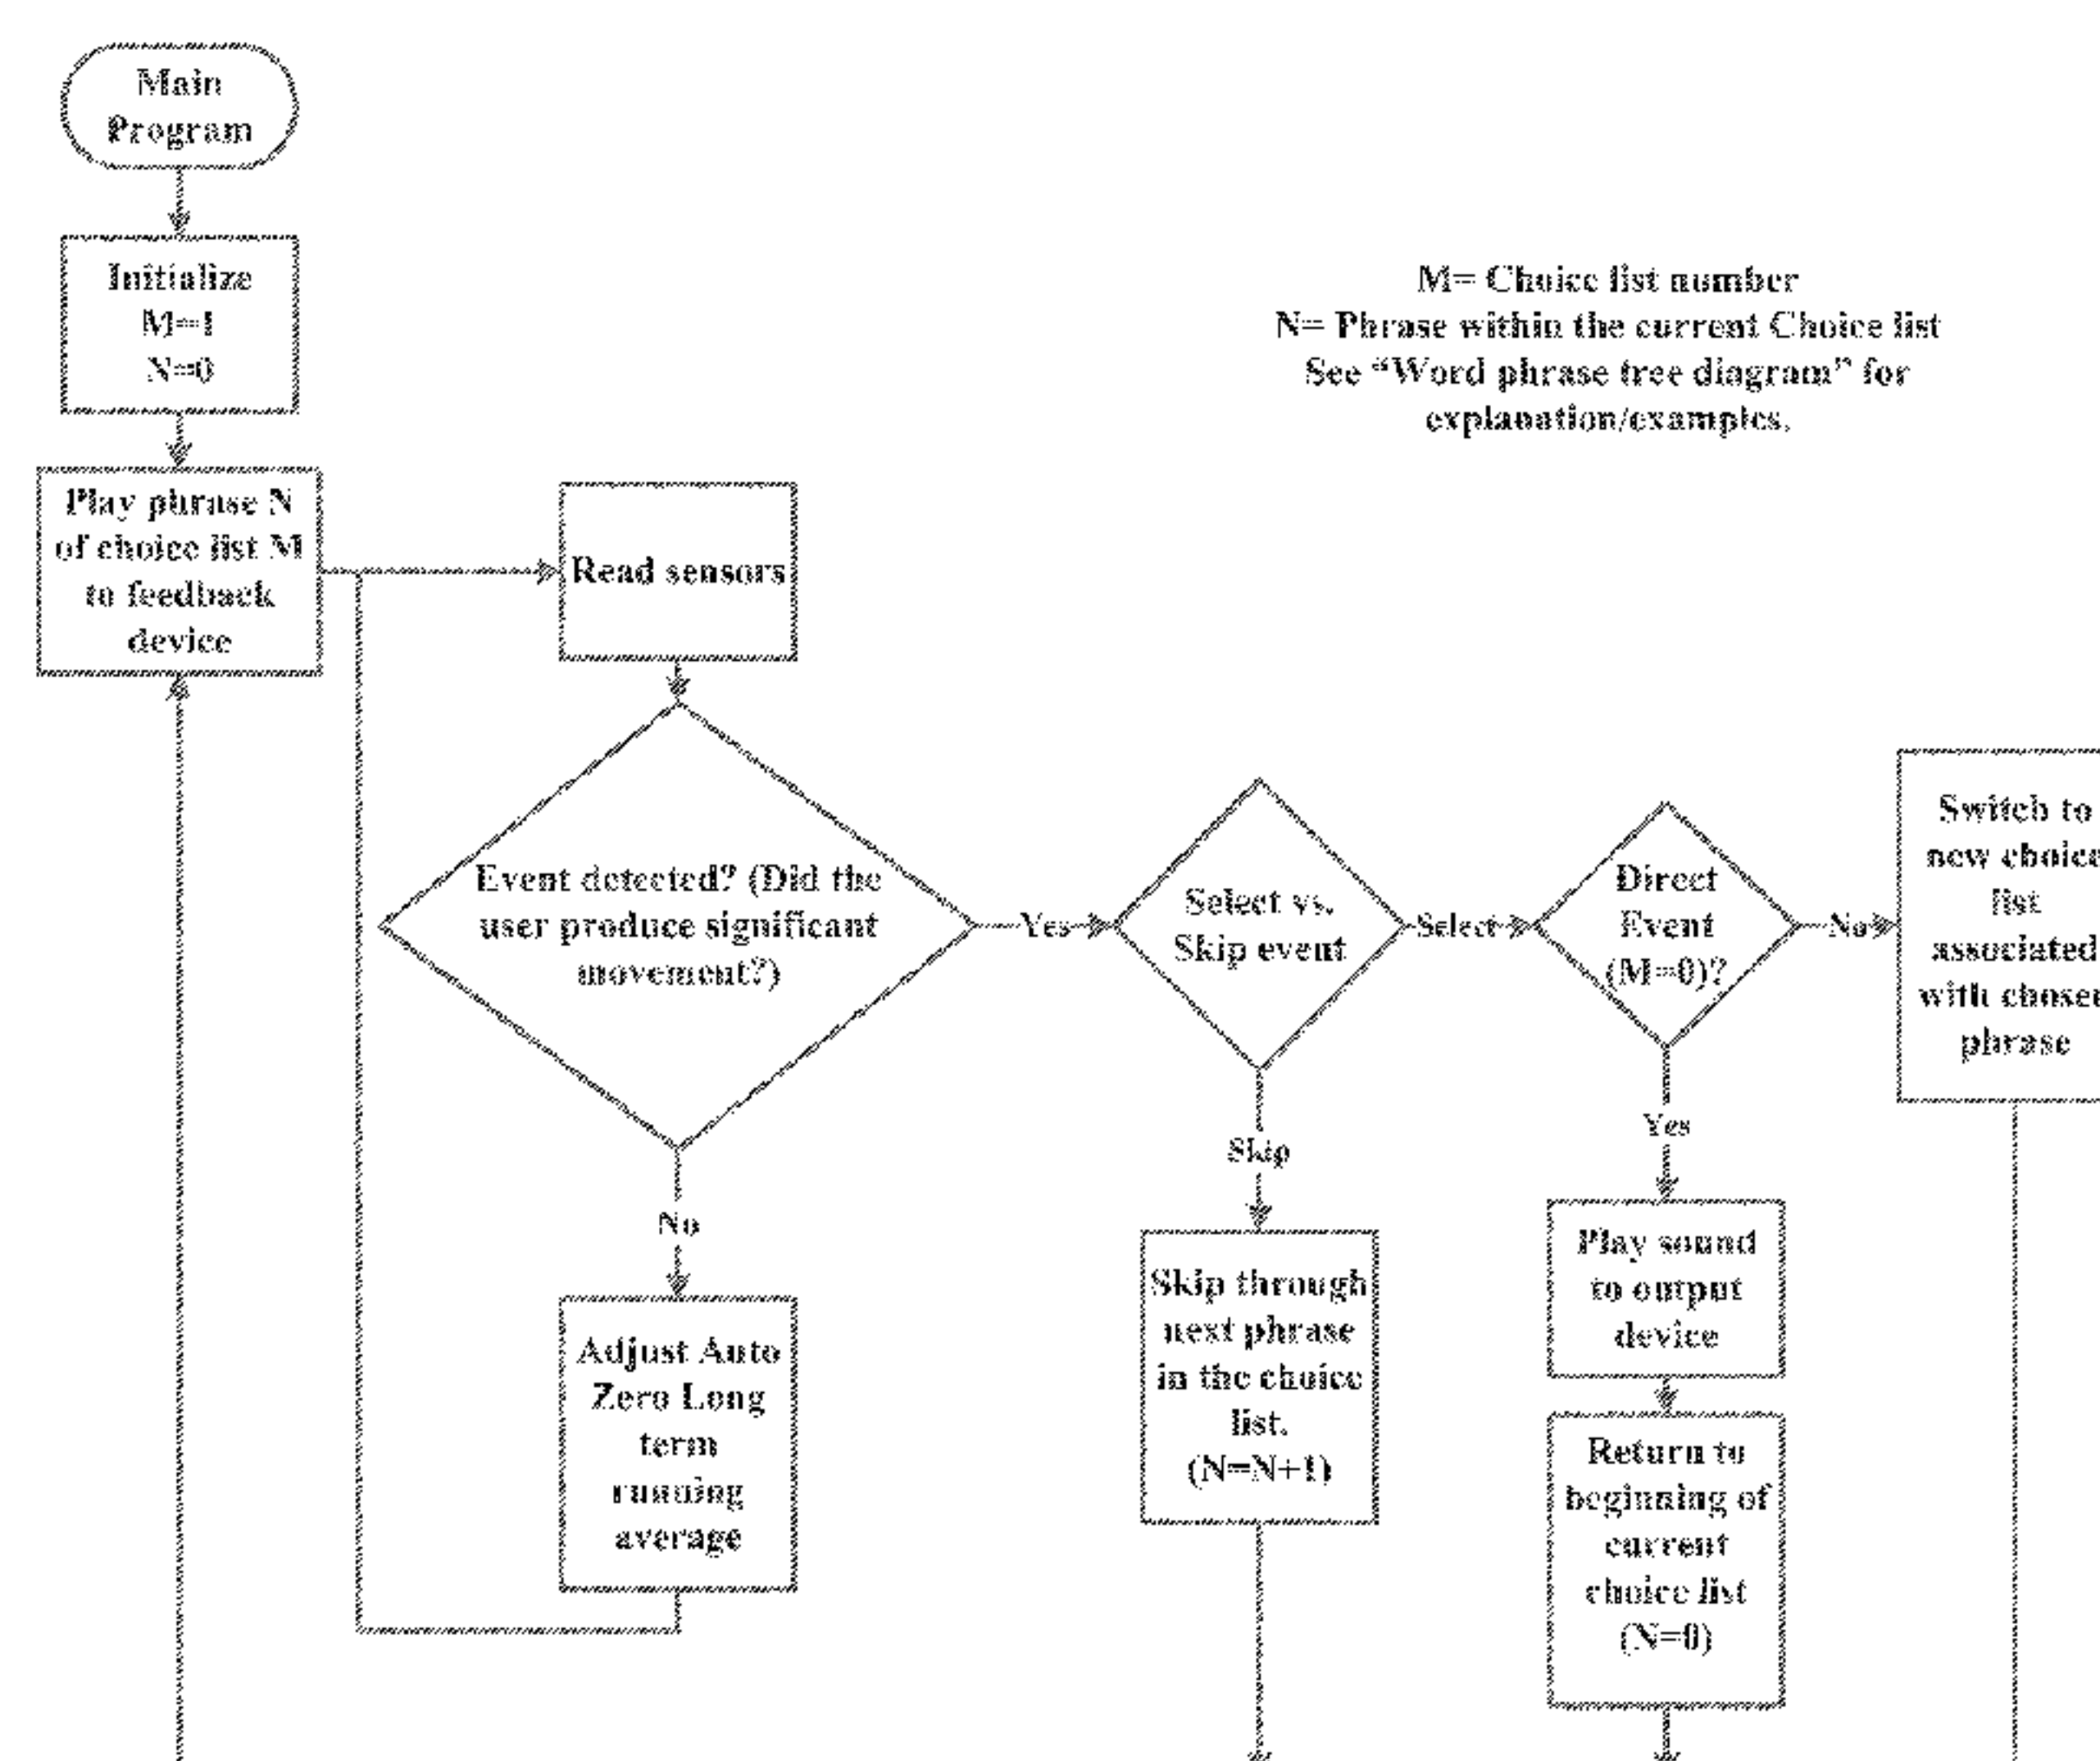 Main
Program
Initialize
M=1
N=0
M= Choice list number
N= Phrase within the current Choice list
See “Word phrase tree diagram” for
explanation/examples.
Play phrase N
of choice list M
to feedback
device
Read sensors
Event detected? (Did the
user produce significant
movement?)
Yes
Select vs.
Skip event
Select
Direct
Event
(M=0)?
No
Switch to
new choice
list
associated
with chosen
phrase
No
Skip
Yes
Adjust Auto
Zero Long
term
running
average
Skip through
next phrase
in the choice
list.
(N=N+1)
Play sound
to output
device
Return to
beginning of
current
choice list
(N=0)